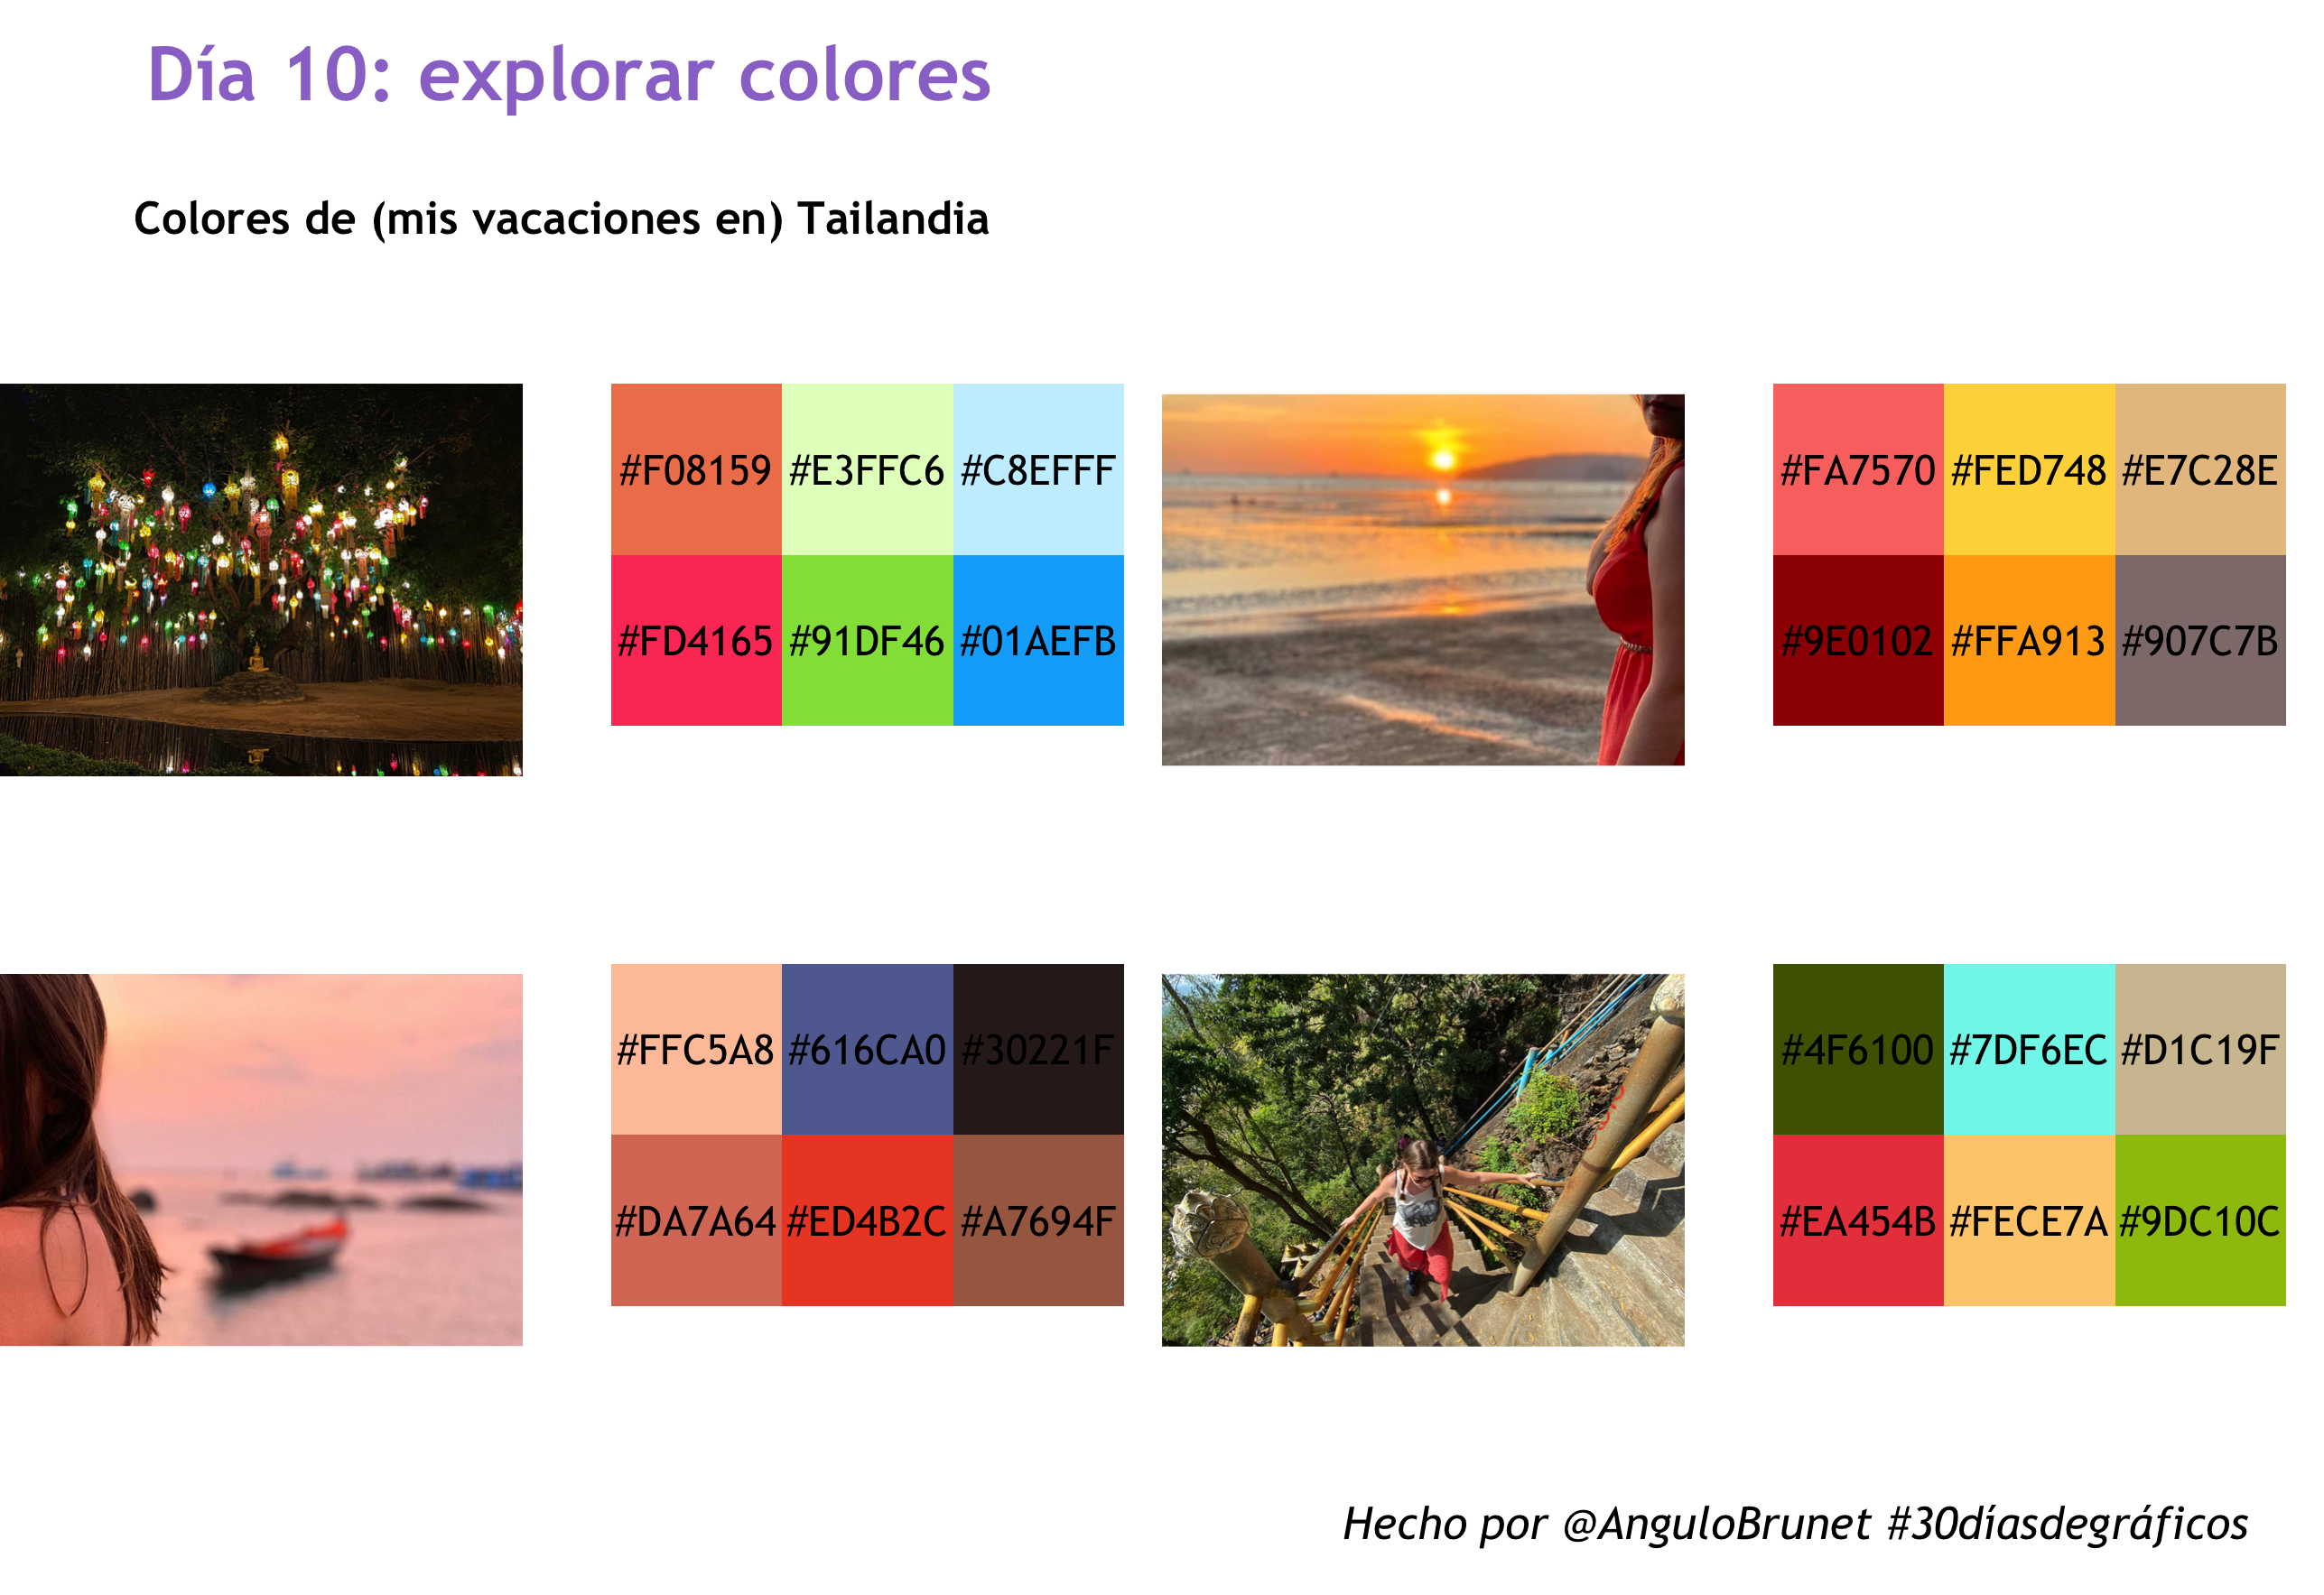 Día 10: explorar colores
Colores de (mis vacaciones en) Tailandia
#F08159 #E3FFC6 #C8EFFF
#FD4165 #91DF46 #01AEFB
#FA7570 #FED748 #E7C28E
#9E0102 #FFA913 #907C7B
#FFC5A8 #616CA0 #30221F
#DA7A64 #ED4B2C #A7694F
#4F6100 #7DF6EC #D1C19F
#EA454B #FECE7A #9DC10C
Hecho por @AnguloBrunet #30díasdegráficos